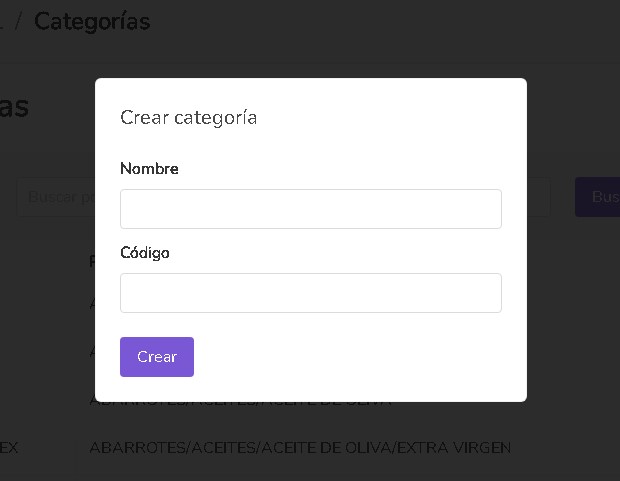 / Categorías
as
Crear categoría
Nombre
Buscar po
Bus
Código
Crear
ABARROTES/ACEITES/ACEITE DE OLIVA
EX
ABARROTES/ACEITES/ACEITE DE OLIVA/EXTRA VIRGEN